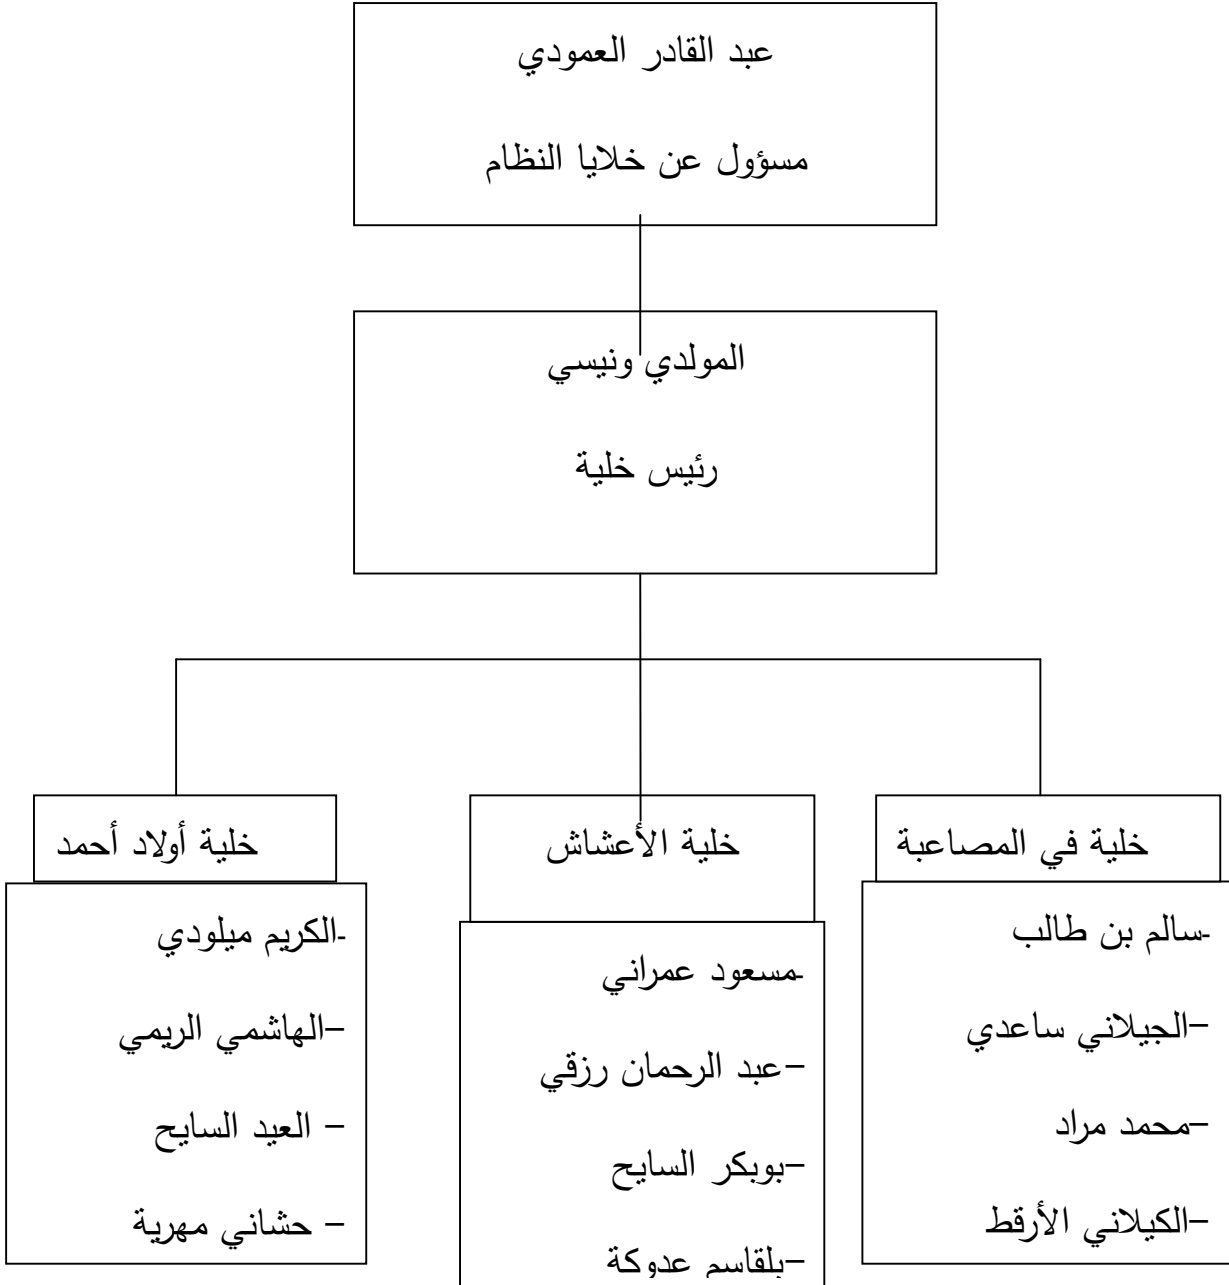 عبد القادر العمودي
مسؤول عن خلايا النظام
المولدي ونيسي
رئيس خلية
خلية في المصاعبة
-سالم بن طالب
-الجيلاني ساعدي
-محمد مراد
-الكيلاني الأرقط
خلية الأعشاش
-مسعود عمراني
-عبد الرحمان رزقي
-بوبكر السايح
-بلقاسم عدوكة
خلية أولاد أحمد
-الكريم ميلودي
-الهاشمي الريمي
- العيد السايح
- حشاني مهرية